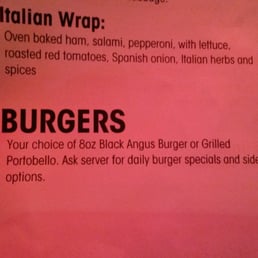 Italian Wrap:
Oven baked ham, salami, pepperoni, with lettuce,
roasted red tomatoes, Spanish onion, Italian herbs and
spices
BURGERS
Your choice of 8oz Black Angus Burger or Grilled
Portobello. Ask server for daily burger specials and side
options.